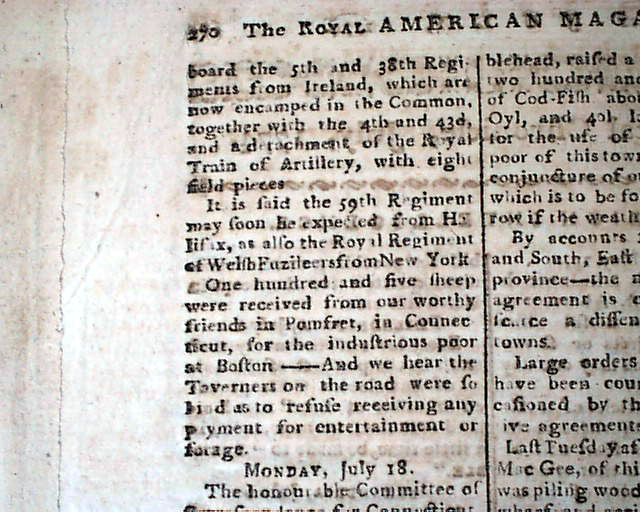 270 The ROYAL AMERICAN MAGA
board the 5th and 38th Regi-
ments from Ireland, which are
now encamped in the Common,
together with the 4th and 43d,
and a detachment of the Royal
Train of Artillery, with eight
field pieces
It is ſaid the 59th Regiment
may ſoon be expected from Ha
lifax, as alſo the Royal Regiment
of Welſh Fuzileers from New York
One hundred and five ſheep
were received from our worthy
friends in Pomfret, in Connec
ticut, for the induſtrious poor
at Boſton ——And we hear the
Taverners on the road were ſo
kind as to refuſe receiving any
payment for entertainment or
forage.
MONDAY, July 18.
The honourable Committee of
blehead, raiſed a
two hundred an
of Cod-Fiſh abo
Oyl, and 40l. l
for the uſe of
poor of this tow
conjuncture of
which is to be fo
row if the weath
By accounts
and South, Eaſt
province—the
agreement is
ſcarce a diſſen
towns.
Large orders
have been cou
caſioned by th
ive agreements
Laſt Tueſday af
Mac Gee, of thi
was piling wood